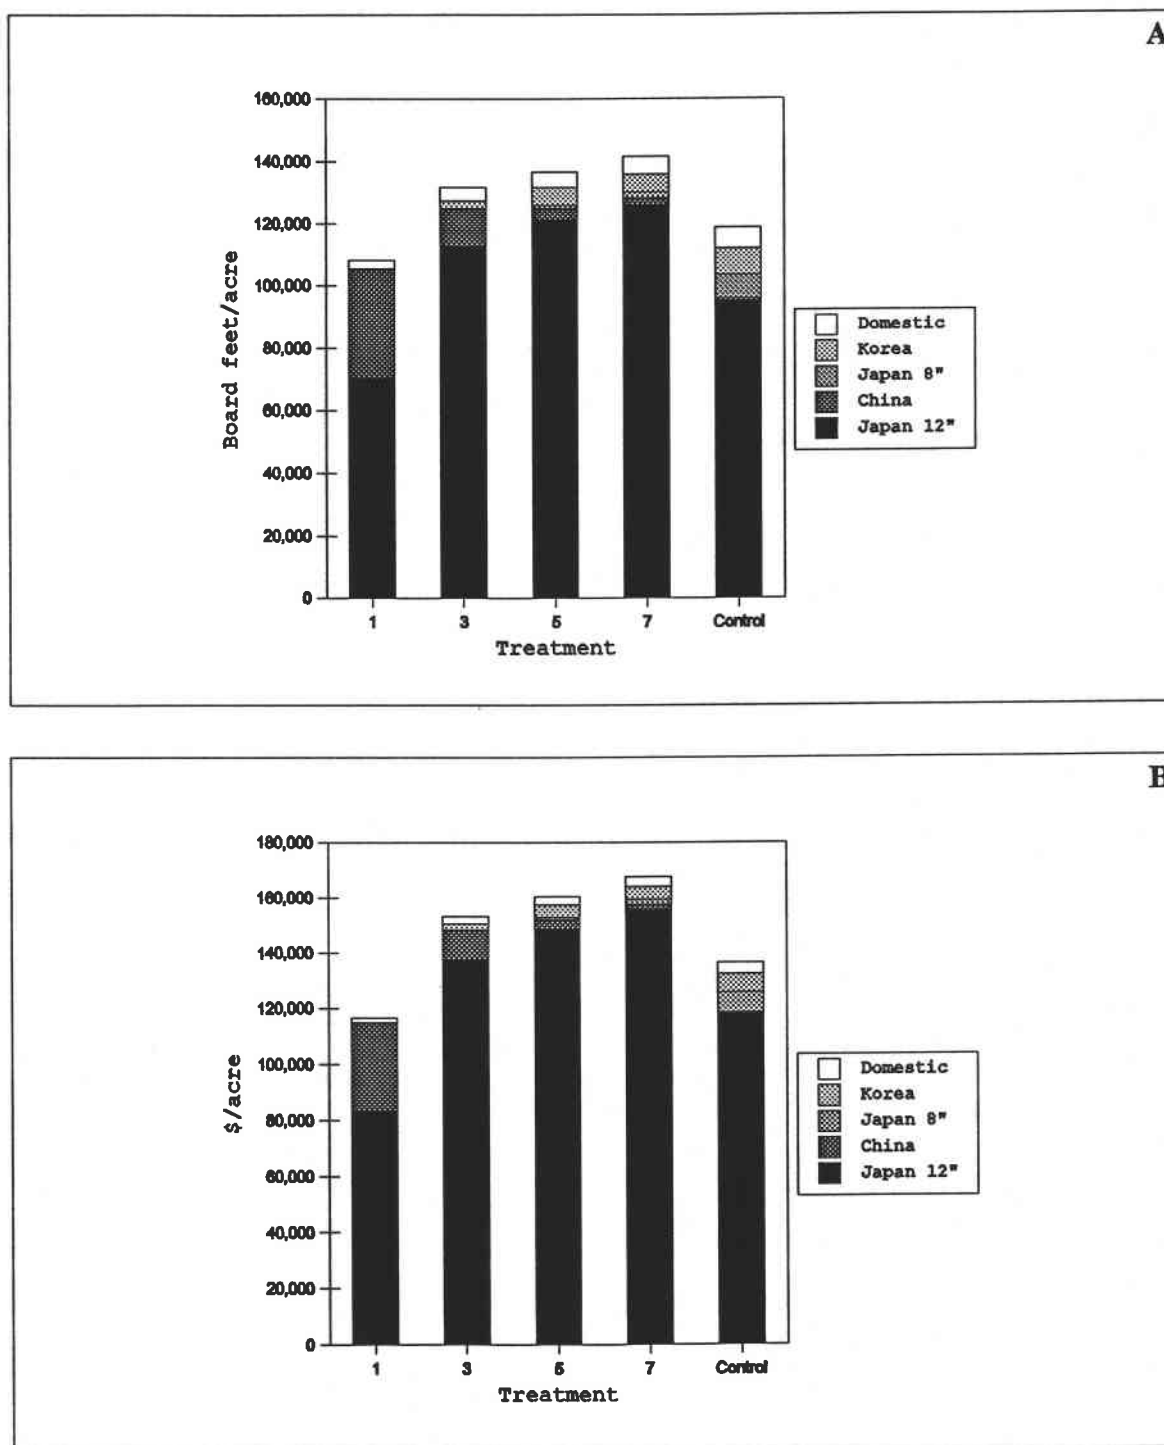 A
160,000
140,000
120,000
100,000
80,000
60,000
40,000
20,000
0
Board feet/acre
1 3 5 7 Control
Treatment
Domestic
Korea
Japan 8"
China
Japan 12"
B
180,000
160,000
140,000
120,000
100,000
80,000
60,000
40,000
20,000
0
$/acre
1 3 5 7 Control
Treatment
Domestic
Korea
Japan 8"
China
Japan 12"